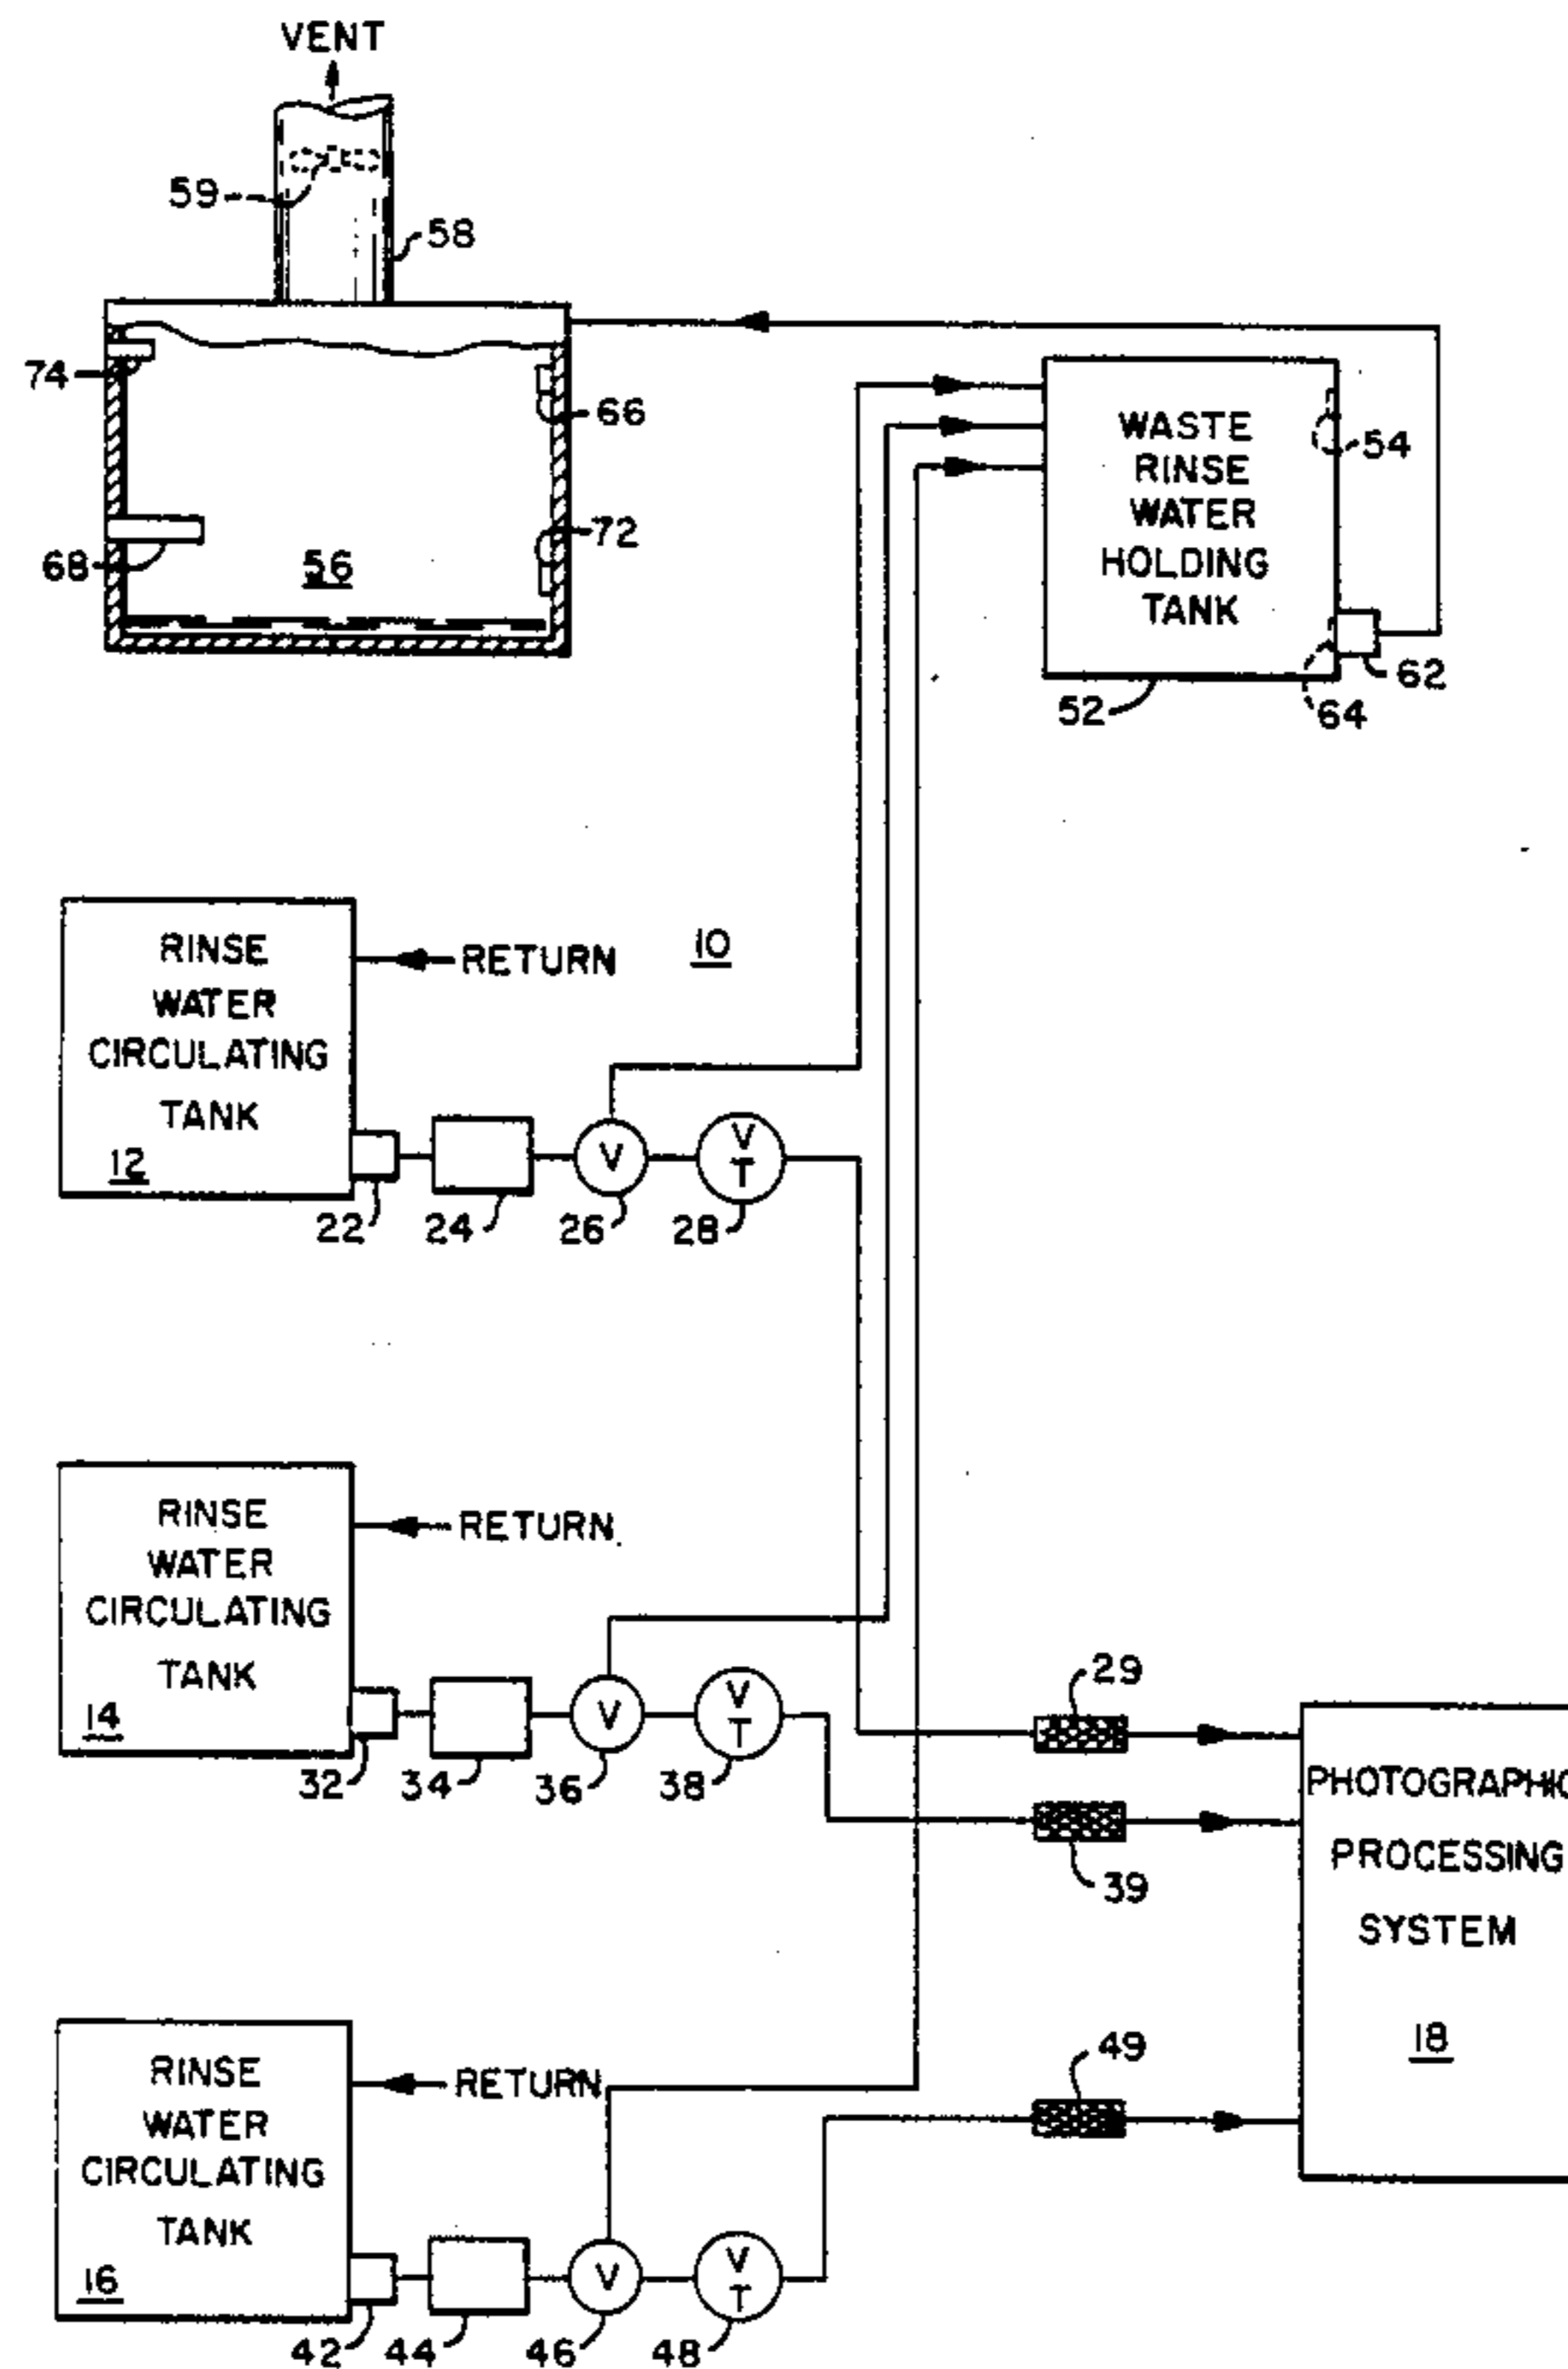 VENT
59
58
74
66
68
56
72
WASTE
RINSE
WATER
HOLDING
TANK
54
62
52
64
RINSE
WATER
CIRCULATING
TANK
12
RETURN
10
22
24
V
26
V
T
28
RINSE
WATER
CIRCULATING
TANK
14
RETURN
32
34
V
36
V
T
38
29
39
PHOTOGRAPHIC
PROCESSING
SYSTEM
18
49
RINSE
WATER
CIRCULATING
TANK
16
RETURN
42
44
V
46
V
T
48